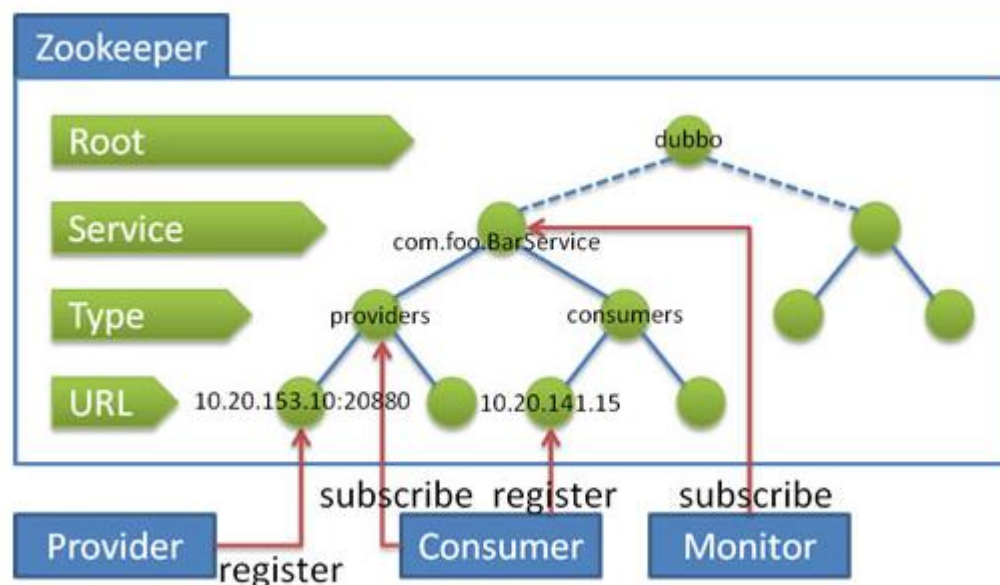 Zookeeper
Root
dubbo
Service
com.foo.BarService
Type
providers
consumers
URL
10.20.153.10:20880
10.20.141.15
subscribe
register
subscribe
Provider
Consumer
Monitor
register